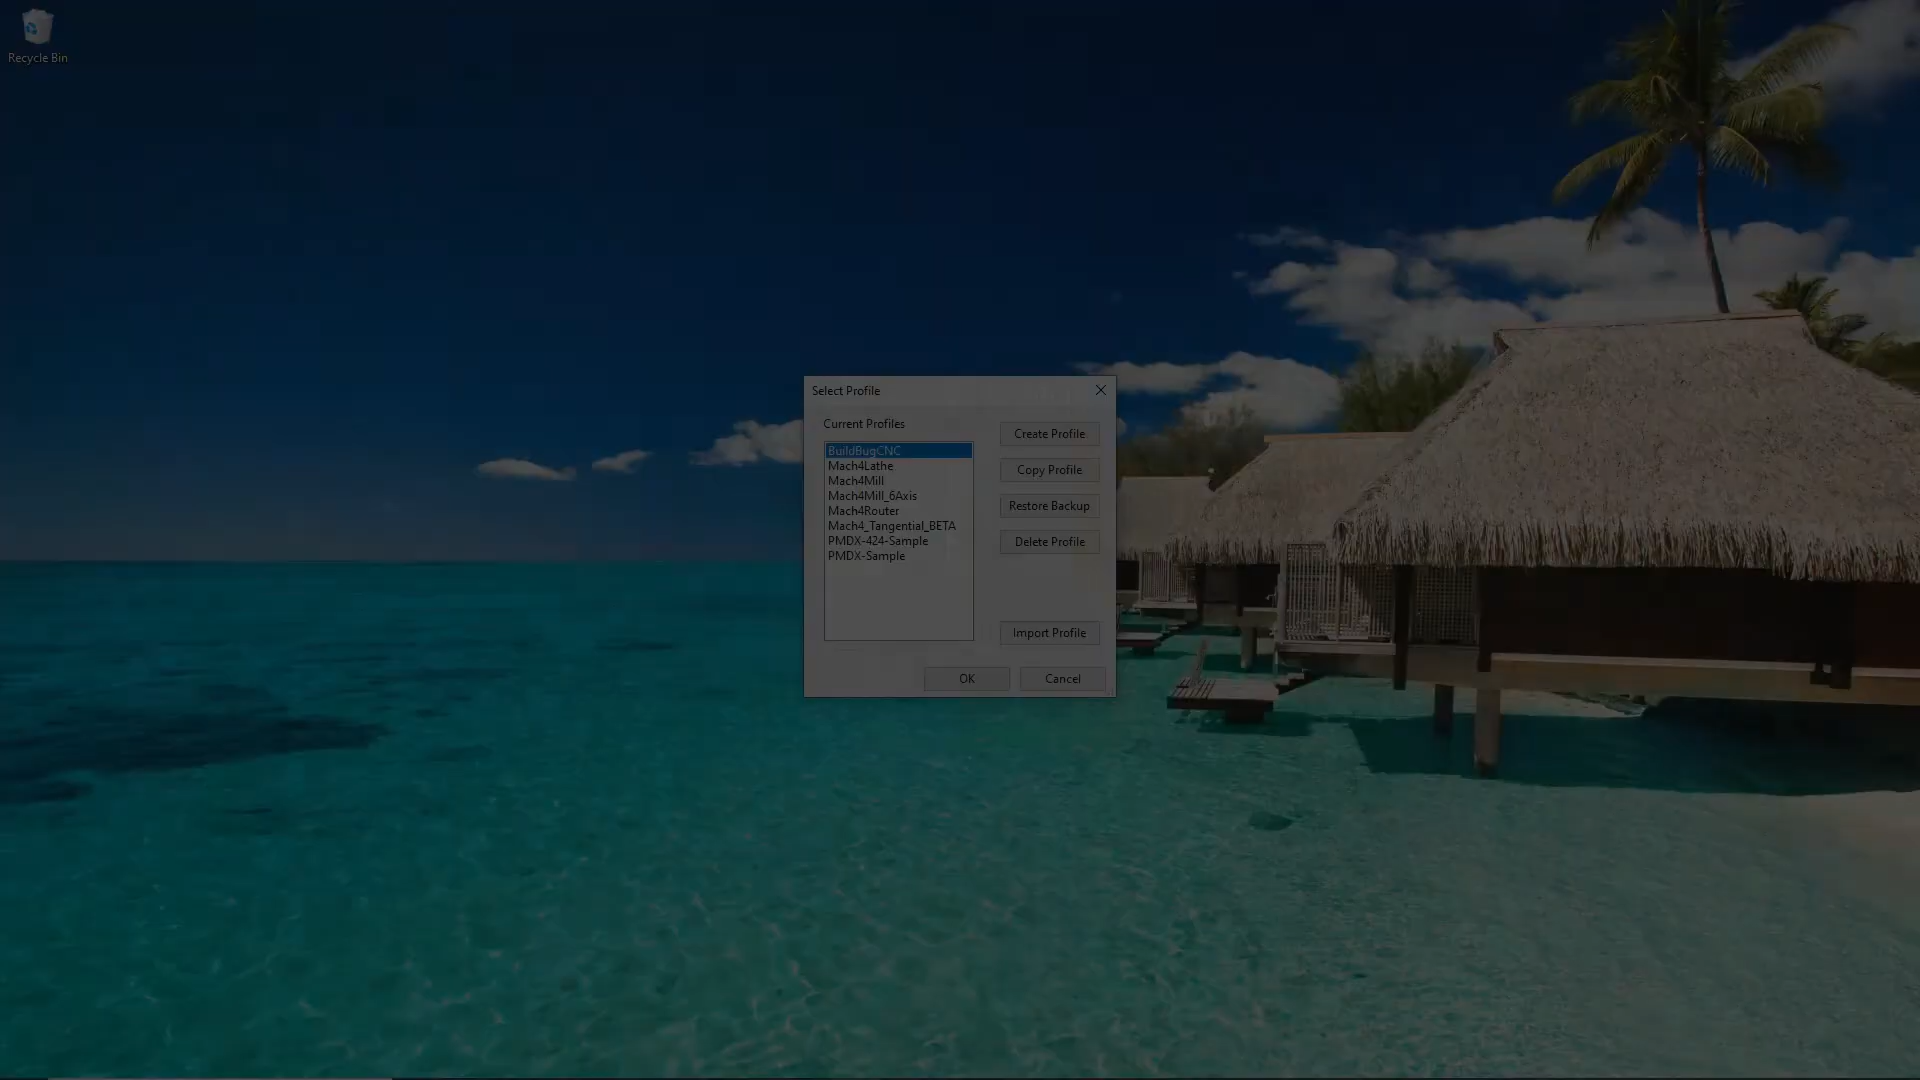 Recycle Bin
Select Profile
Current Profiles
BuildBugCNC
Mach4Lathe
Mach4Mill
Mach4Mill_6Axis
Mach4Router
Mach4_Tangential_BETA
PMDX-424-Sample
PMDX-Sample
Create Profile
Copy Profile
Restore Backup
Delete Profile
Import Profile
OK
Cancel